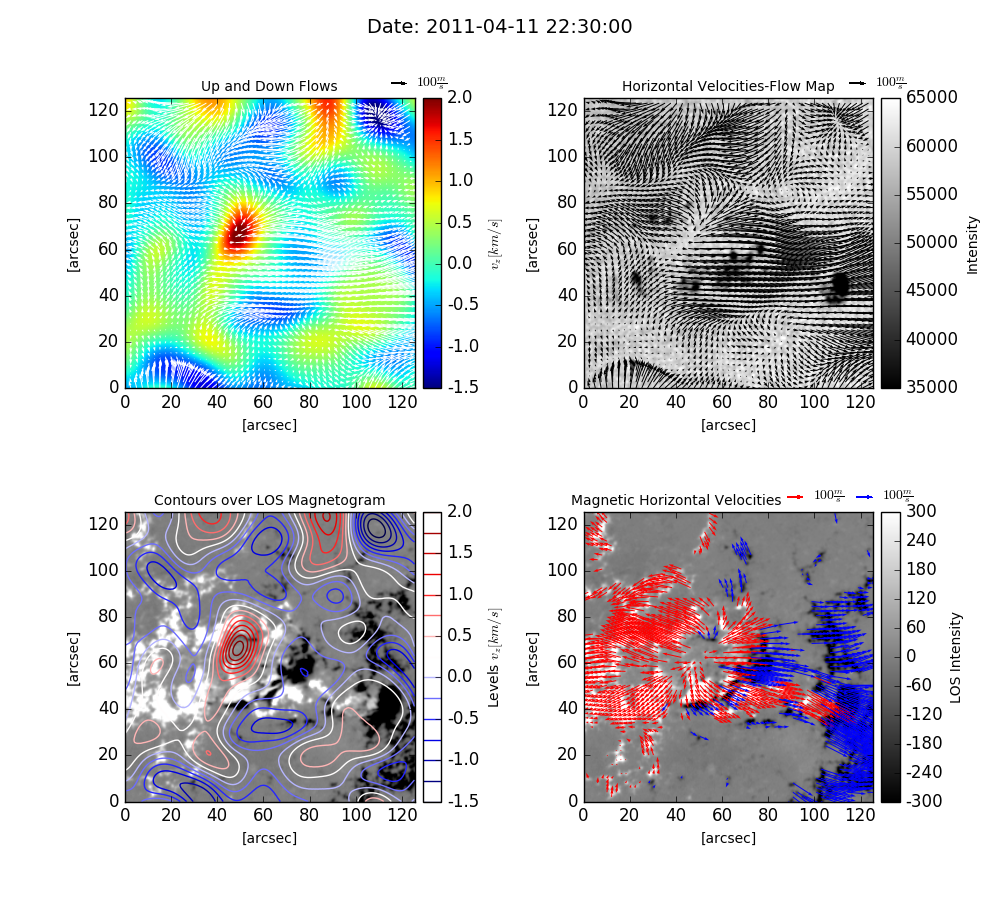 Date: 2011-04-11 22:30:00
Up and Down Flows
100 m/s
120
100
80
60
40
20
0
[arcsec]
0 20 40 60 80 100 120
[arcsec]
2.0
1.5
1.0
0.5
0.0
-0.5
-1.0
-1.5
v_z[km/s]
Horizontal Velocities-Flow Map
100 m/s
120
100
80
60
40
20
0
[arcsec]
0 20 40 60 80 100 120
[arcsec]
65000
60000
55000
50000
45000
40000
35000
Intensity
Contours over LOS Magnetogram
120
100
80
60
40
20
0
[arcsec]
0 20 40 60 80 100 120
[arcsec]
2.0
1.5
1.0
0.5
0.0
-0.5
-1.0
-1.5
Levels v_z[km/s]
Magnetic Horizontal Velocities
100 m/s
100 m/s
120
100
80
60
40
20
0
[arcsec]
0 20 40 60 80 100 120
[arcsec]
300
240
180
120
60
0
-60
-120
-180
-240
-300
LOS Intensity